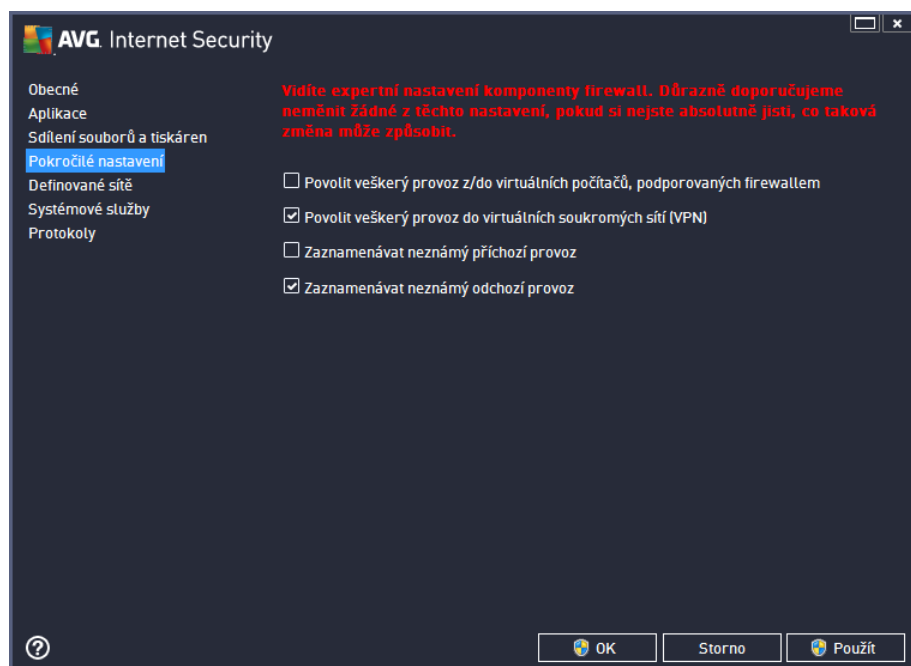 AVG. Internet Security
Obecné
Aplikace
Sdílení souborů a tiskáren
Pokročilé nastavení
Definované sítě
Systémové služby
Protokoly
Vidíte expertní nastavení komponenty firewall. Důrazně doporučujeme
neměnit žádné z těchto nastavení, pokud si nejste absolutně jisti, co taková
změna může způsobit.
Povolit veškerý provoz z/do virtuálních počítačů, podporovaných firewallem
Povolit veškerý provoz do virtuálních soukromých sítí (VPN)
Zaznamenávat neznámý příchozí provoz
Zaznamenávat neznámý odchozí provoz
OK
Storno
Použít